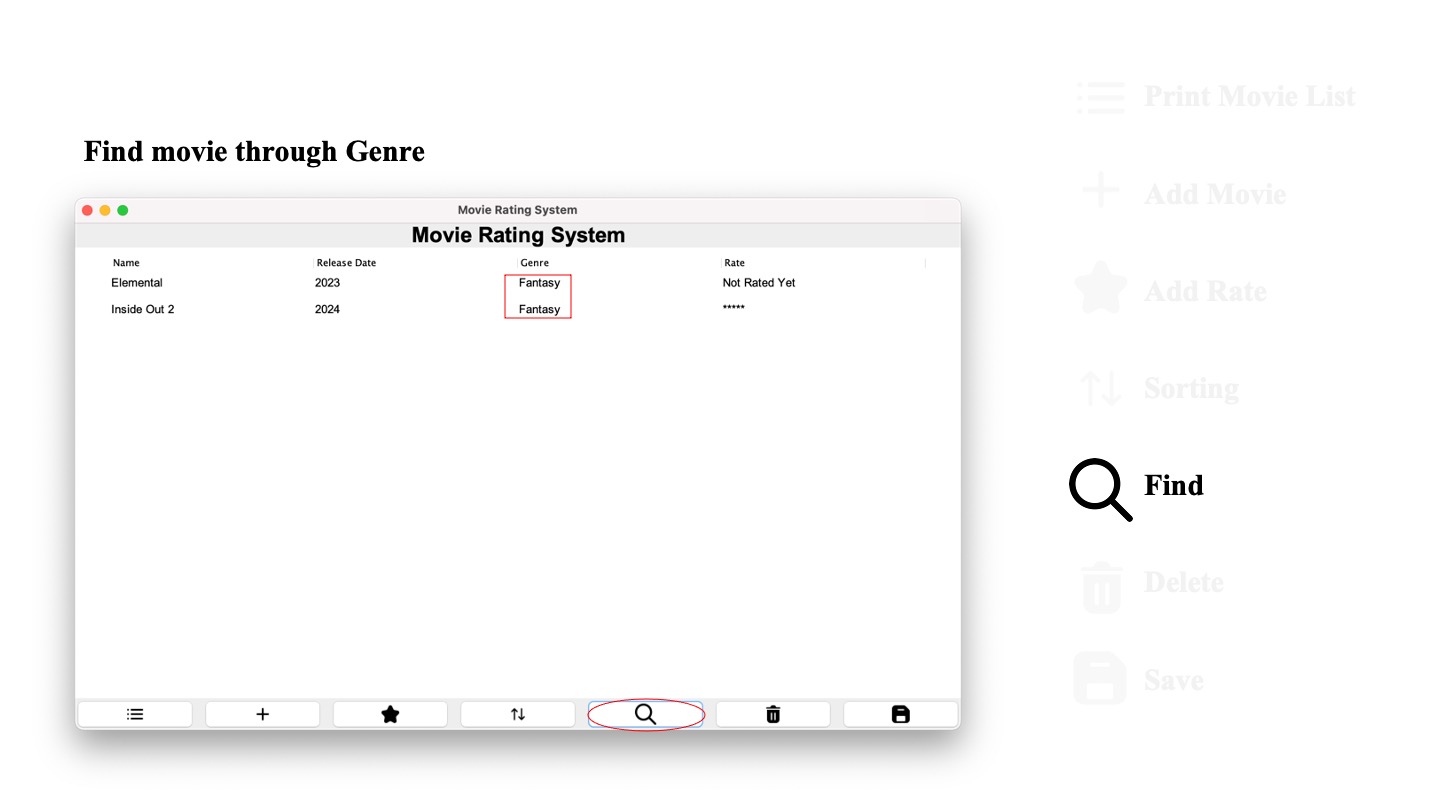 Find movie through Genre
Movie Rating System
Movie Rating System
Name Release Date Genre Rate
Elemental 2023 Fantasy Not Rated Yet
Inside Out 2 2024 Fantasy *****
Print Movie List
Add Movie
Add Rate
Sorting
Find
Delete
Save